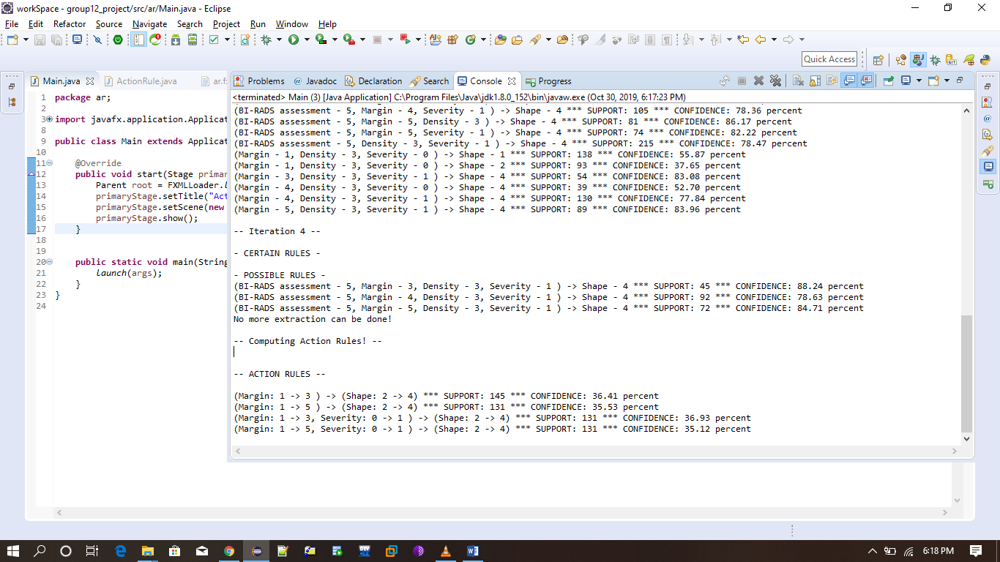 workSpace - group12_project/src/ar/Main.java - Eclipse
File Edit Refactor Source Navigate Search Project Run Window Help
Quick Access
Main.java ActionRule.java ar.f
Problems @ Javadoc Declaration Search Console Progress
<terminated> Main (3) [Java Application] C:\Program Files\Java\jdk1.8.0_152\bin\javaw.exe (Oct 30, 2019, 6:17:23 PM)
1 package ar;
2
3 import javafx.application.Applicat
8
9 public class Main extends Applicat
10
11 @Override
12 public void start(Stage primar
13 Parent root = FXMLLoader.
14 primaryStage.setTitle("Act
15 primaryStage.setScene(new
16 primaryStage.show();
17 }
18
19
20 public static void main(String
21 launch(args);
22 }
23 }
24
(BI-RADS assessment - 5, Margin - 4, Severity - 1 ) -> Shape - 4 *** SUPPORT: 105 *** CONFIDENCE: 78.36 percent
(BI-RADS assessment - 5, Margin - 5, Density - 3 ) -> Shape - 4 *** SUPPORT: 81 *** CONFIDENCE: 86.17 percent
(BI-RADS assessment - 5, Margin - 5, Severity - 1 ) -> Shape - 4 *** SUPPORT: 74 *** CONFIDENCE: 82.22 percent
(BI-RADS assessment - 5, Density - 3, Severity - 1 ) -> Shape - 4 *** SUPPORT: 215 *** CONFIDENCE: 78.47 percent
(Margin - 1, Density - 3, Severity - 0 ) -> Shape - 1 *** SUPPORT: 138 *** CONFIDENCE: 55.87 percent
(Margin - 1, Density - 3, Severity - 0 ) -> Shape - 2 *** SUPPORT: 93 *** CONFIDENCE: 37.65 percent
(Margin - 3, Density - 3, Severity - 1 ) -> Shape - 4 *** SUPPORT: 54 *** CONFIDENCE: 83.08 percent
(Margin - 4, Density - 3, Severity - 0 ) -> Shape - 4 *** SUPPORT: 39 *** CONFIDENCE: 52.70 percent
(Margin - 4, Density - 3, Severity - 1 ) -> Shape - 4 *** SUPPORT: 130 *** CONFIDENCE: 77.84 percent
(Margin - 5, Density - 3, Severity - 1 ) -> Shape - 4 *** SUPPORT: 89 *** CONFIDENCE: 83.96 percent
-- Iteration 4 --
- CERTAIN RULES -
- POSSIBLE RULES -
(BI-RADS assessment - 5, Margin - 3, Density - 3, Severity - 1 ) -> Shape - 4 *** SUPPORT: 45 *** CONFIDENCE: 88.24 percent
(BI-RADS assessment - 5, Margin - 4, Density - 3, Severity - 1 ) -> Shape - 4 *** SUPPORT: 92 *** CONFIDENCE: 78.63 percent
(BI-RADS assessment - 5, Margin - 5, Density - 3, Severity - 1 ) -> Shape - 4 *** SUPPORT: 72 *** CONFIDENCE: 84.71 percent
No more extraction can be done!
-- Computing Action Rules! --
-- ACTION RULES --
(Margin: 1 -> 3 ) -> (Shape: 2 -> 4) *** SUPPORT: 145 *** CONFIDENCE: 36.41 percent
(Margin: 1 -> 5 ) -> (Shape: 2 -> 4) *** SUPPORT: 131 *** CONFIDENCE: 35.53 percent
(Margin: 1 -> 3, Severity: 0 -> 1 ) -> (Shape: 2 -> 4) *** SUPPORT: 131 *** CONFIDENCE: 36.93 percent
(Margin: 1 -> 5, Severity: 0 -> 1 ) -> (Shape: 2 -> 4) *** SUPPORT: 131 *** CONFIDENCE: 35.12 percent
6:18 PM